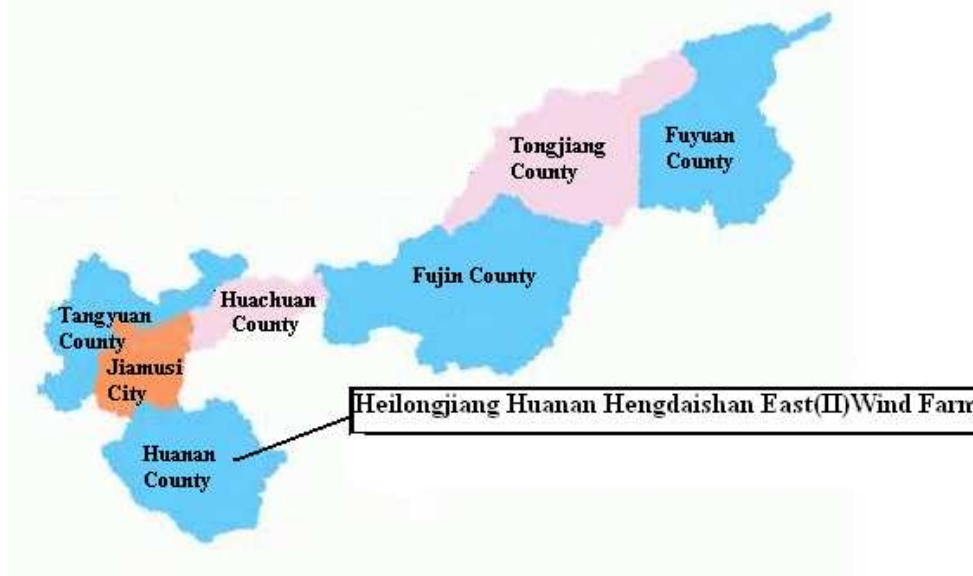 Tongjiang
County
Fuyuan
County
Fujin County
Huachuan
County
Tangyuan
County
Jiamusi
City
Heilongjiang Huanan Hengdaishan East(II)Wind Farm
Huanan
County